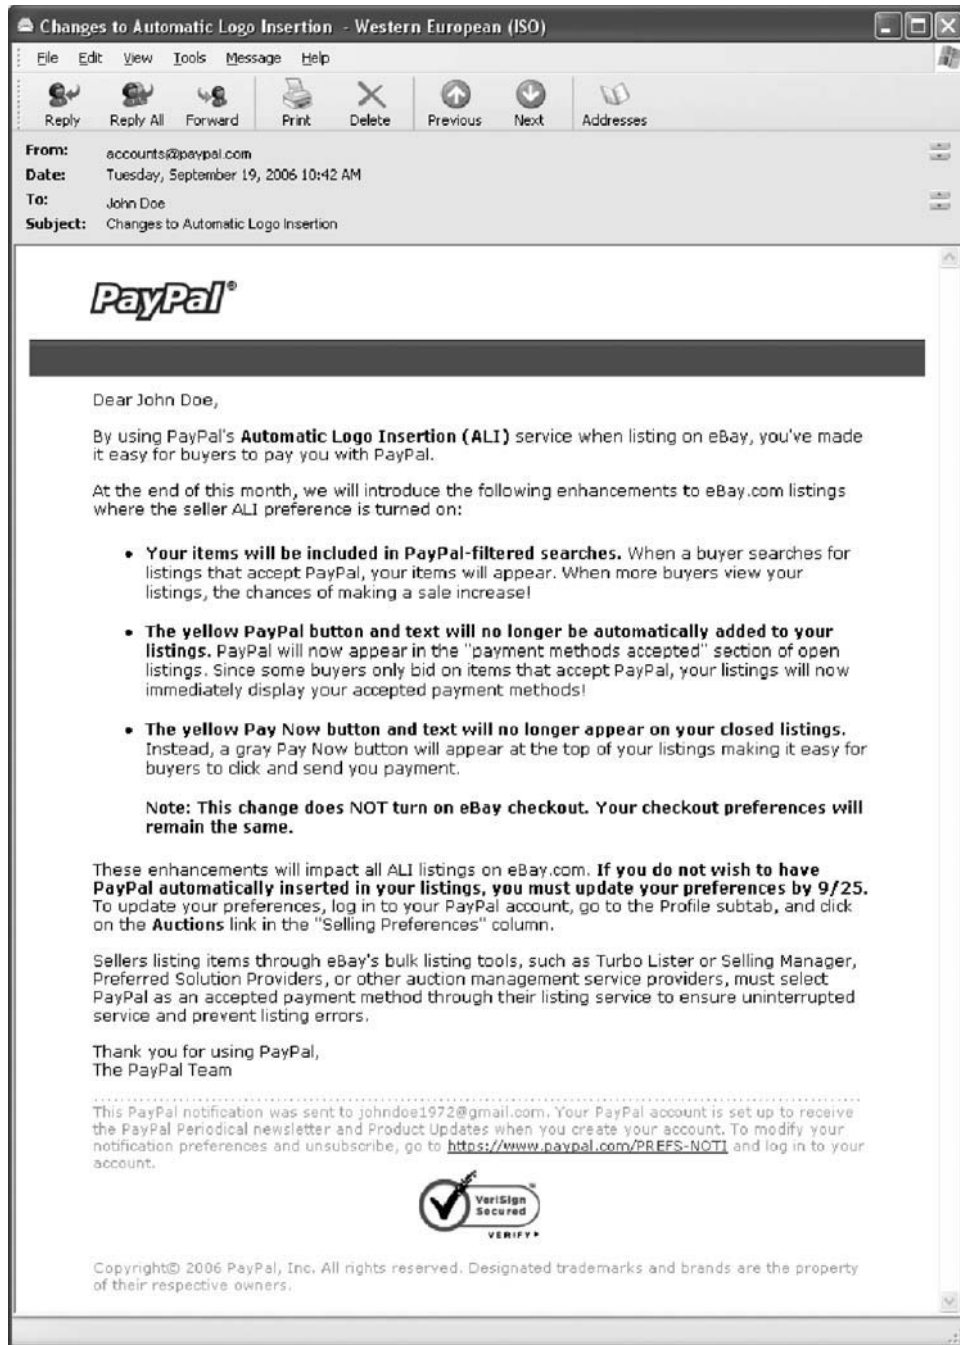 Changes to Automatic Logo Insertion - Western European (ISO)
File Edit View Tools Message Help
Reply Reply All Forward Print Delete Previous Next Addresses
From: accounts@paypal.com
Date: Tuesday, September 19, 2006 10:42 AM
To: John Doe
Subject: Changes to Automatic Logo Insertion
PayPal®
Dear John Doe,
By using PayPal's Automatic Logo Insertion (ALI) service when listing on eBay, you've made
it easy for buyers to pay you with PayPal.
At the end of this month, we will introduce the following enhancements to eBay.com listings
where the seller ALI preference is turned on:
• Your items will be included in PayPal-filtered searches. When a buyer searches for
listings that accept PayPal, your items will appear. When more buyers view your
listings, the chances of making a sale increase!
• The yellow PayPal button and text will no longer be automatically added to your
listings. PayPal will now appear in the "payment methods accepted" section of open
listings. Since some buyers only bid on items that accept PayPal, your listings will now
immediately display your accepted payment methods!
• The yellow Pay Now button and text will no longer appear on your closed listings.
Instead, a gray Pay Now button will appear at the top of your listings making it easy for
buyers to click and send you payment.
Note: This change does NOT turn on eBay checkout. Your checkout preferences will
remain the same.
These enhancements will impact all ALI listings on eBay.com. If you do not wish to have
PayPal automatically inserted in your listings, you must update your preferences by 9/25.
To update your preferences, log in to your PayPal account, go to the Profile subtab, and click
on the Auctions link in the "Selling Preferences" column.
Sellers listing items through eBay's bulk listing tools, such as Turbo Lister or Selling Manager,
Preferred Solution Providers, or other auction management service providers, must select
PayPal as an accepted payment method through their listing service to ensure uninterrupted
service and prevent listing errors.
Thank you for using PayPal,
The PayPal Team
This PayPal notification was sent to johndoe1972@gmail.com. Your PayPal account is set up to receive
the PayPal Periodical newsletter and Product Updates when you create your account. To modify your
notification preferences and unsubscribe, go to https://www.paypal.com/PREFS-NOTI and log in to your
account.
VeriSign™
Secured
VERIFY
Copyright© 2006 PayPal, Inc. All rights reserved. Designated trademarks and brands are the property
of their respective owners.